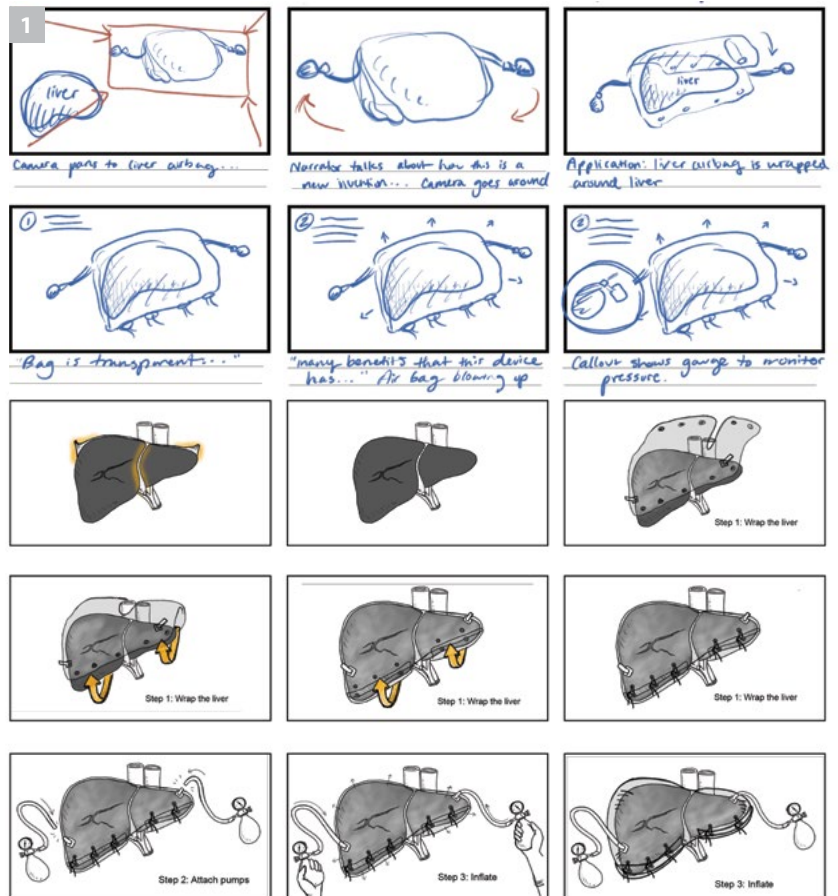 1
liver
liver
Camera pans to liver airbag...
Narrator talks about how this is a
new invention... Camera goes around
Application: liver airbag is wrapped
around liver
①
②
②
"Bag is transparent..."
"many benefits that this device
has..." Air bag blowing up
Callout shows gauge to monitor
pressure.
Step 1: Wrap the liver
Step 1: Wrap the liver
Step 1: Wrap the liver
Step 1: Wrap the liver
Step 2: Attach pumps
Step 3: Inflate
Step 3: Inflate